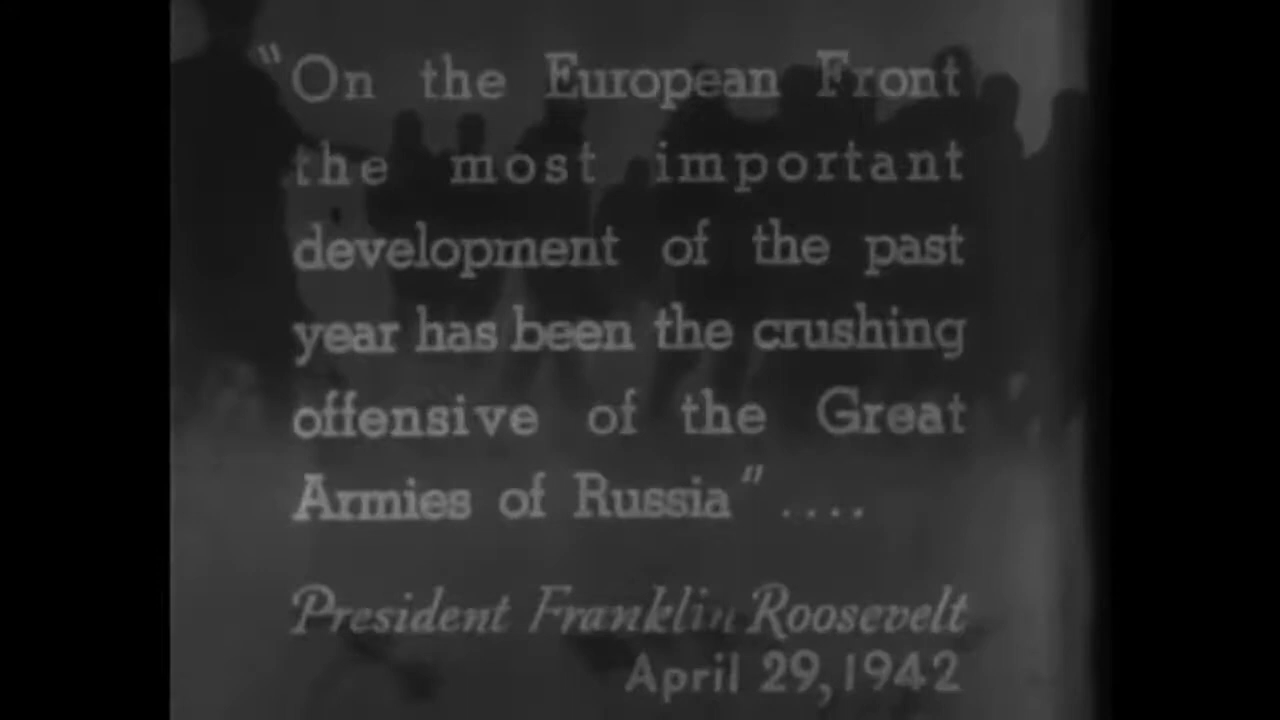 "On the European Front
the most important
development of the past
year has been the crushing
offensive of the Great
Armies of Russia" ....
President Franklin Roosevelt
April 29, 1942